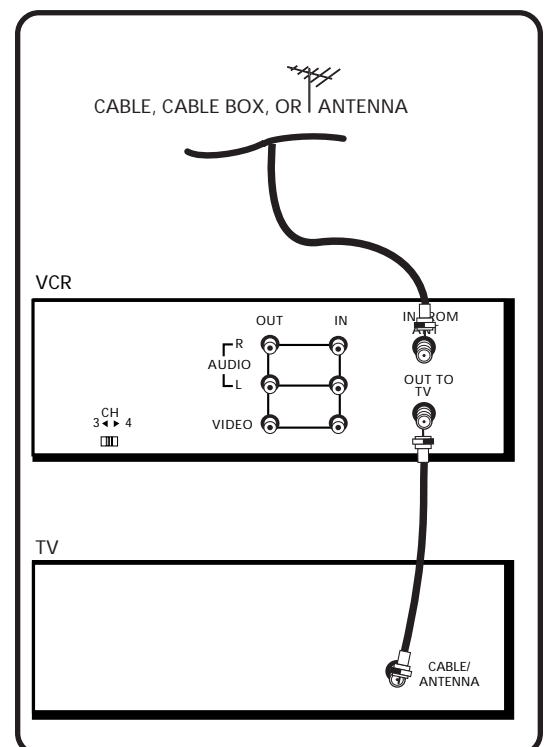 CABLE, CABLE BOX, OR ANTENNA
VCR
OUT IN
R
AUDIO
L
VIDEO
CH
3 4
OUT TO
TV
TV
CABLE/
ANTENNA